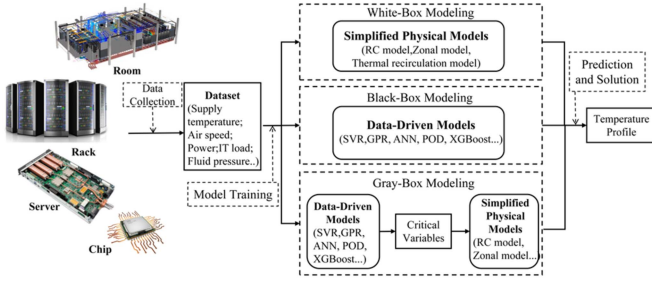 Room
Rack
Server
Chip
Data
Collection
Dataset
(Supply
temperature;
Air speed;
Power;IT load;
Fluid pressure..)
Model Training
White-Box Modeling
Simplified Physical Models
(RC model,Zonal model,
Thermal recirculation model)
Black-Box Modeling
Data-Driven Models
(SVR,GPR, ANN, POD, XGBoost...)
Gray-Box Modeling
Data-Driven
Models
(SVR,GPR,
ANN, POD,
XGBoost...)
Critical
Variables
Simplified
Physical
Models
(RC model,
Zonal model...)
Prediction
and Solution
Temperature
Profile